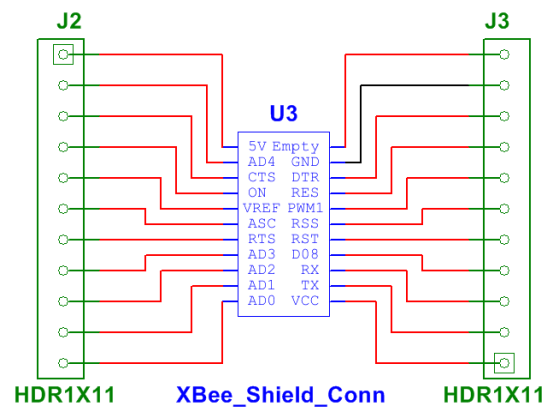 J2
J3
U3
5V Empty
AD4 GND
CTS DTR
ON RES
VREF PWM1
ASC RSS
RTS RST
AD3 D08
AD2 RX
AD1 TX
AD0 VCC
HDR1X11 XBee_Shield_Conn HDR1X11